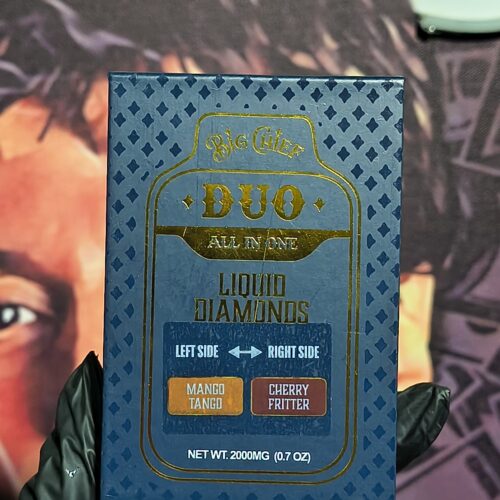 Big Chief
DUO
ALL IN ONE
LIQUID
DIAMONDS
LEFT SIDE RIGHT SIDE
MANGO
TANGO
CHERRY
FRITTER
NET WT. 2000MG (0.7 OZ)